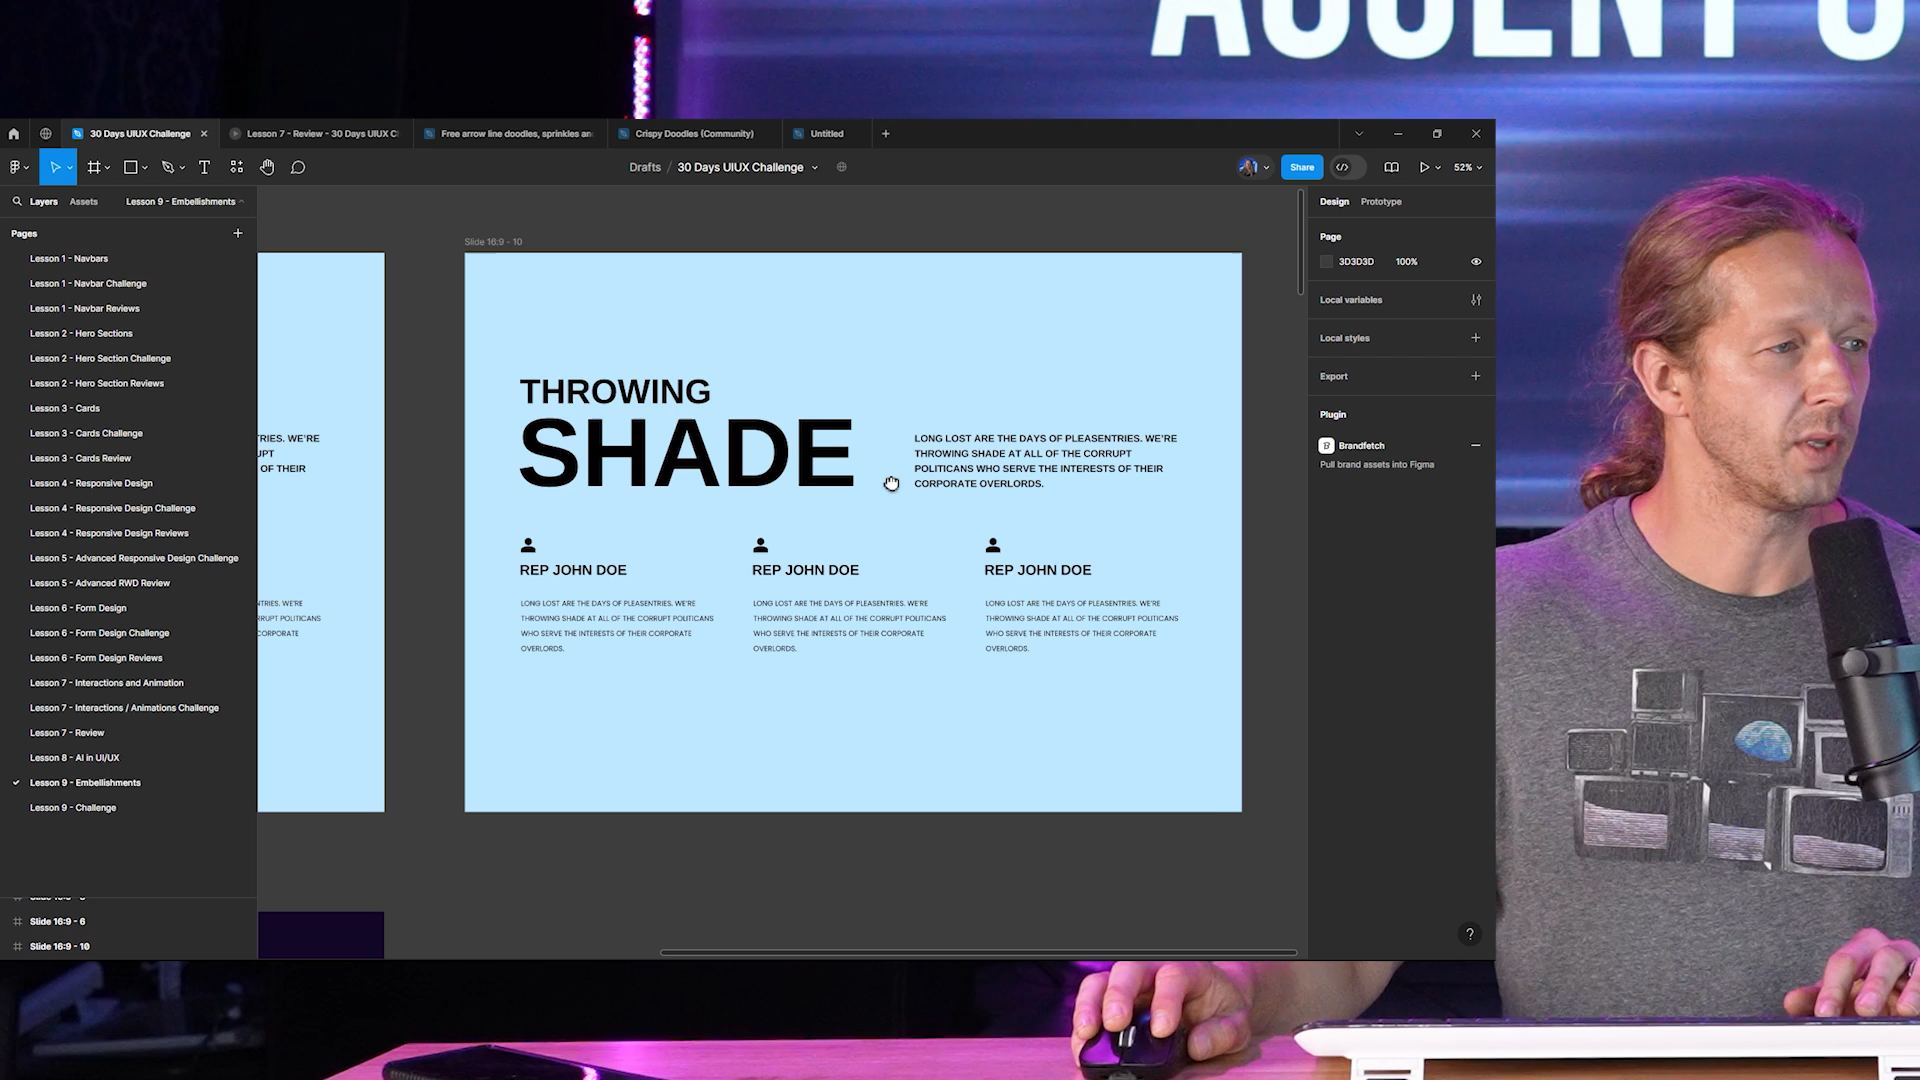 ACCENT U
30 Days UIUX Challenge
Lesson 7 - Review - 30 Days UIUX C
Free arrow line doodles, sprinkles an
Crispy Doodles (Community)
Untitled
Drafts / 30 Days UIUX Challenge
Share
52%
Layers
Assets
Lesson 9 - Embellishments
Pages
Lesson 1 - Navbars
Lesson 1 - Navbar Challenge
Lesson 1 - Navbar Reviews
Lesson 2 - Hero Sections
Lesson 2 - Hero Section Challenge
Lesson 2 - Hero Section Reviews
Lesson 3 - Cards
Lesson 3 - Cards Challenge
Lesson 3 - Cards Review
Lesson 4 - Responsive Design
Lesson 4 - Responsive Design Challenge
Lesson 4 - Responsive Design Reviews
Lesson 5 - Advanced Responsive Design Challenge
Lesson 5 - Advanced RWD Review
Lesson 6 - Form Design
Lesson 6 - Form Design Challenge
Lesson 6 - Form Design Reviews
Lesson 7 - Interactions and Animation
Lesson 7 - Interactions / Animations Challenge
Lesson 7 - Review
Lesson 8 - AI in UI/UX
Lesson 9 - Embellishments
Lesson 9 - Challenge
Slide 16:9 - 6
Slide 16:9 - 10
TRIES. WE'RE
UPT
OF THEIR
NTRIES. WE'RE
RRUPT POLITICANS
CORPORATE
Slide 16:9 - 10
THROWING
SHADE
LONG LOST ARE THE DAYS OF PLEASENTRIES. WE'RE
THROWING SHADE AT ALL OF THE CORRUPT
POLITICANS WHO SERVE THE INTERESTS OF THEIR
CORPORATE OVERLORDS.
REP JOHN DOE
LONG LOST ARE THE DAYS OF PLEASENTRIES. WE'RE
THROWING SHADE AT ALL OF THE CORRUPT POLITICANS
WHO SERVE THE INTERESTS OF THEIR CORPORATE
OVERLORDS.
REP JOHN DOE
LONG LOST ARE THE DAYS OF PLEASENTRIES. WE'RE
THROWING SHADE AT ALL OF THE CORRUPT POLITICANS
WHO SERVE THE INTERESTS OF THEIR CORPORATE
OVERLORDS.
REP JOHN DOE
LONG LOST ARE THE DAYS OF PLEASENTRIES. WE'RE
THROWING SHADE AT ALL OF THE CORRUPT POLITICANS
WHO SERVE THE INTERESTS OF THEIR CORPORATE
OVERLORDS.
Design
Prototype
Page
3D3D3D
100%
Local variables
Local styles
Export
Plugin
Brandfetch
Pull brand assets into Figma
?